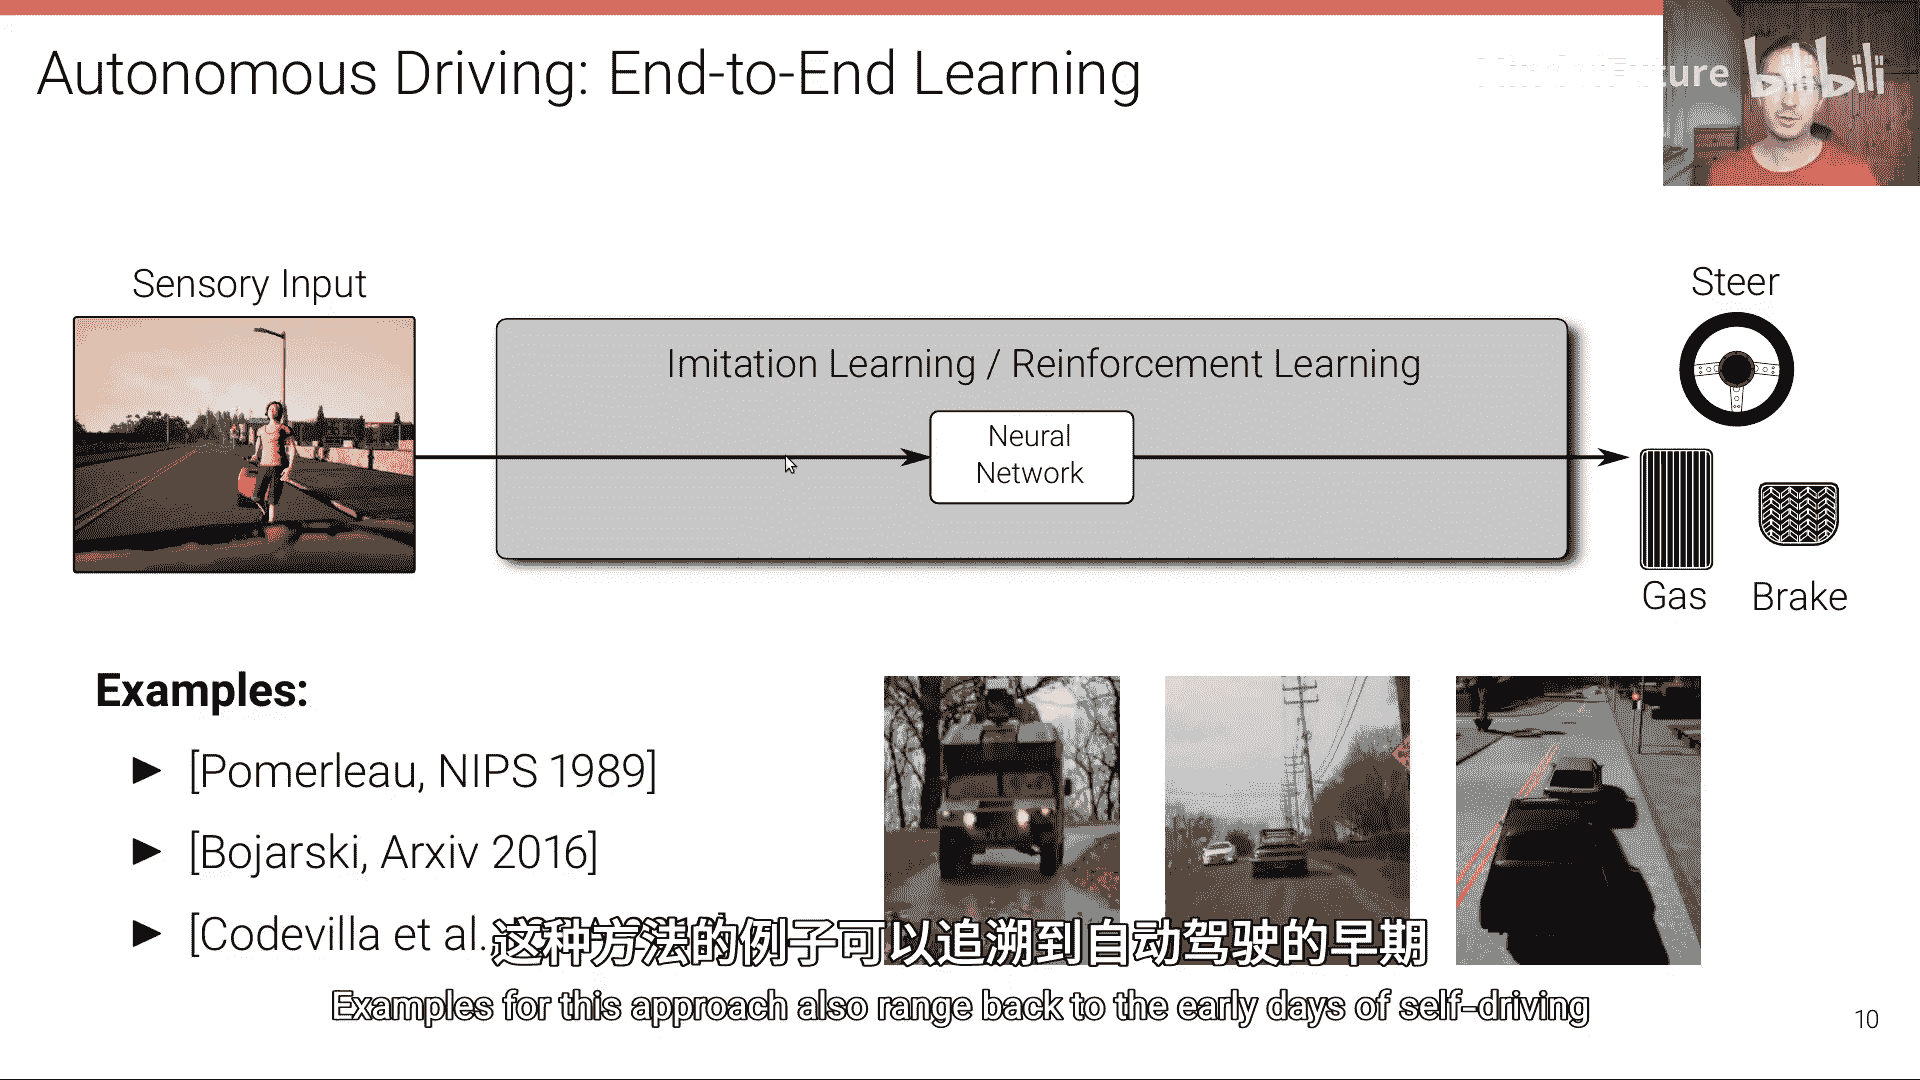 Autonomous Driving: End-to-End Learning
bilibili
Sensory Input
Steer
Imitation Learning / Reinforcement Learning
Neural
Network
Gas
Brake
Examples:
[Pomerleau, NIPS 1989]
[Bojarski, Arxiv 2016]
[Codevilla et al.
这种方法的例子可以追溯到自动驾驶的早期
Examples for this approach also range back to the early days of self-driving
10